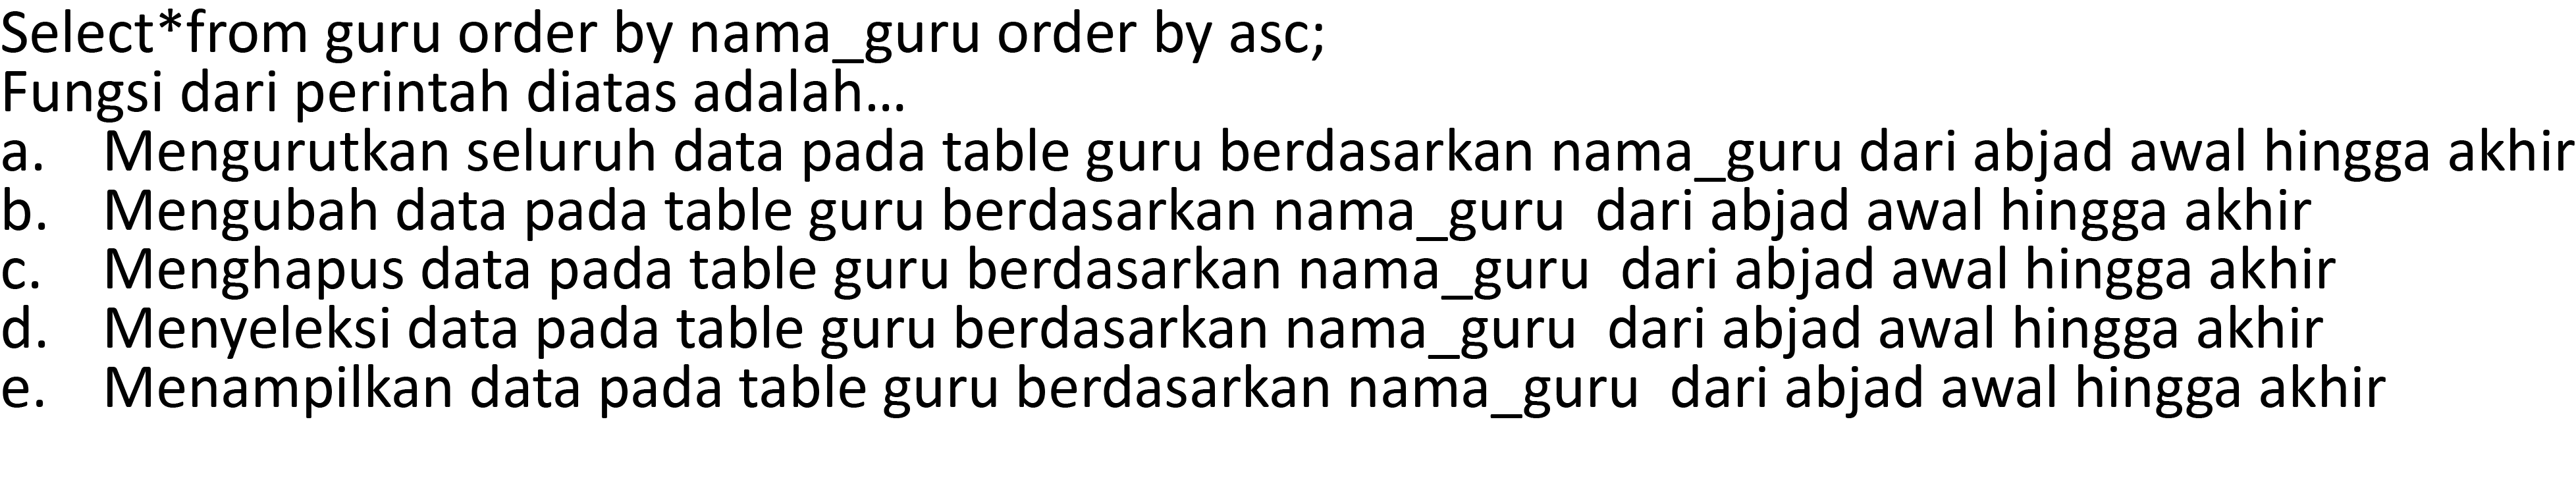 Select*from guru order by nama_guru order by asc;
Fungsi dari perintah diatas adalah...
a. Mengurutkan seluruh data pada table guru berdasarkan nama_guru dari abjad awal hingga akhir
b. Mengubah data pada table guru berdasarkan nama_guru  dari abjad awal hingga akhir
c. Menghapus data pada table guru berdasarkan nama_guru  dari abjad awal hingga akhir
d. Menyeleksi data pada table guru berdasarkan nama_guru  dari abjad awal hingga akhir
e. Menampilkan data pada table guru berdasarkan nama_guru  dari abjad awal hingga akhir